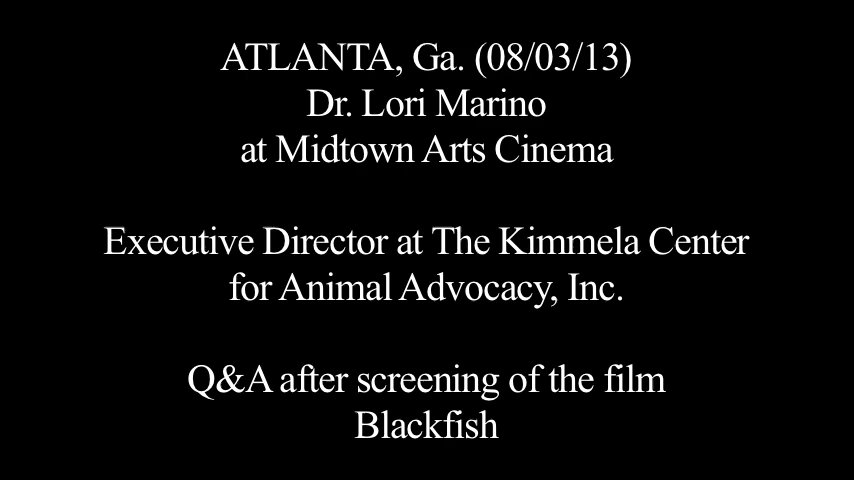 ATLANTA, Ga. (08/03/13)
Dr. Lori Marino
at Midtown Arts Cinema
Executive Director at The Kimmela Center
for Animal Advocacy, Inc.
Q&A after screening of the film
Blackfish